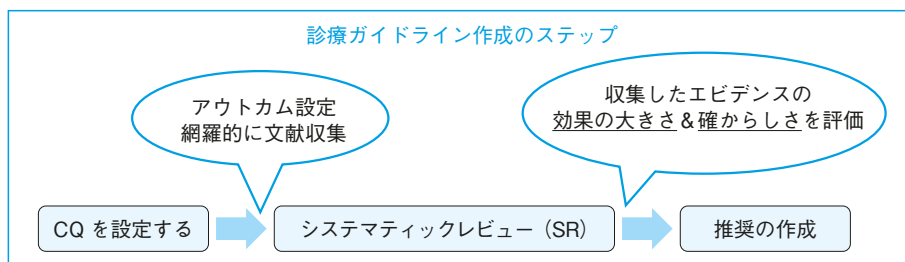 診療ガイドライン作成のステップ
アウトカム設定
網羅的に文献収集
収集したエビデンスの
効果の大きさ&確からしさを評価
CQ を設定する
システマティックレビュー(SR)
推奨の作成